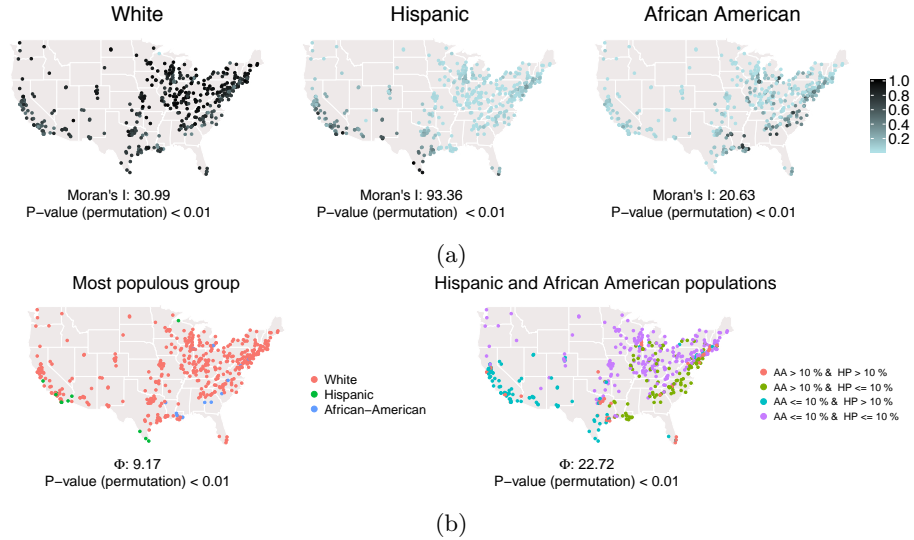 White
Hispanic
African American
1.0
0.8
0.6
0.4
0.2
Moran's I: 30.99
P−value (permutation) < 0.01
Moran's I: 93.36
P−value (permutation) < 0.01
Moran's I: 20.63
P−value (permutation) < 0.01
(a)
Most populous group
White
Hispanic
African−American
Φ: 9.17
P−value (permutation) < 0.01
Hispanic and African American populations
AA > 10 % & HP > 10 %
AA > 10 % & HP <= 10 %
AA <= 10 % & HP > 10 %
AA <= 10 % & HP <= 10 %
Φ: 22.72
P−value (permutation) < 0.01
(b)